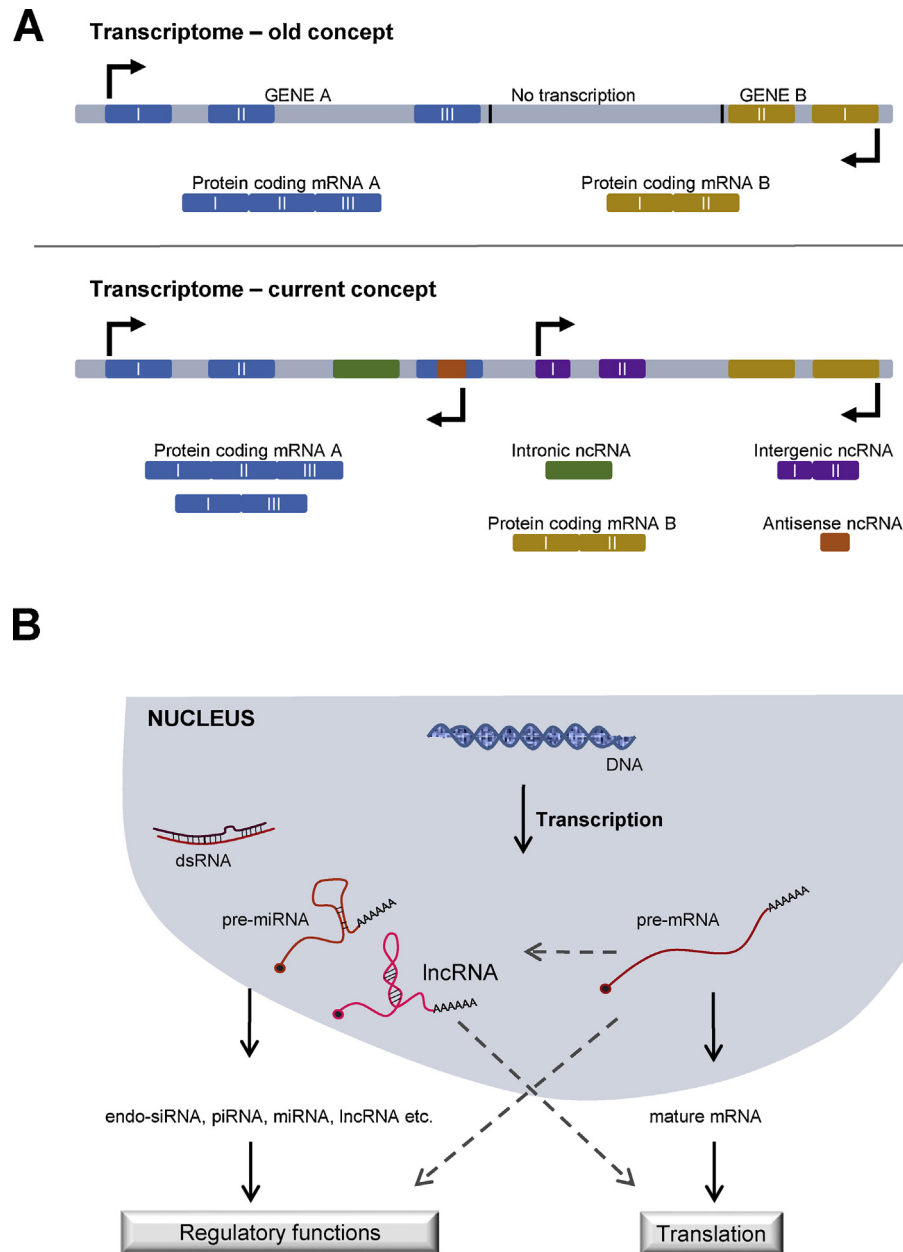 A
Transcriptome – old concept
GENE A
No transcription
GENE B
I
II
III
II
I
Protein coding mRNA A
Protein coding mRNA B
I
II
III
I
II
Transcriptome – current concept
I
II
I
II
Protein coding mRNA A
Intronic ncRNA
Intergenic ncRNA
I
II
III
I
II
I
III
Protein coding mRNA B
Antisense ncRNA
I
II
B
NUCLEUS
DNA
Transcription
dsRNA
pre-miRNA
AAAAAA
pre-mRNA
AAAAAA
lncRNA
AAAAAA
endo-siRNA, piRNA, miRNA, lncRNA etc.
mature mRNA
Regulatory functions
Translation